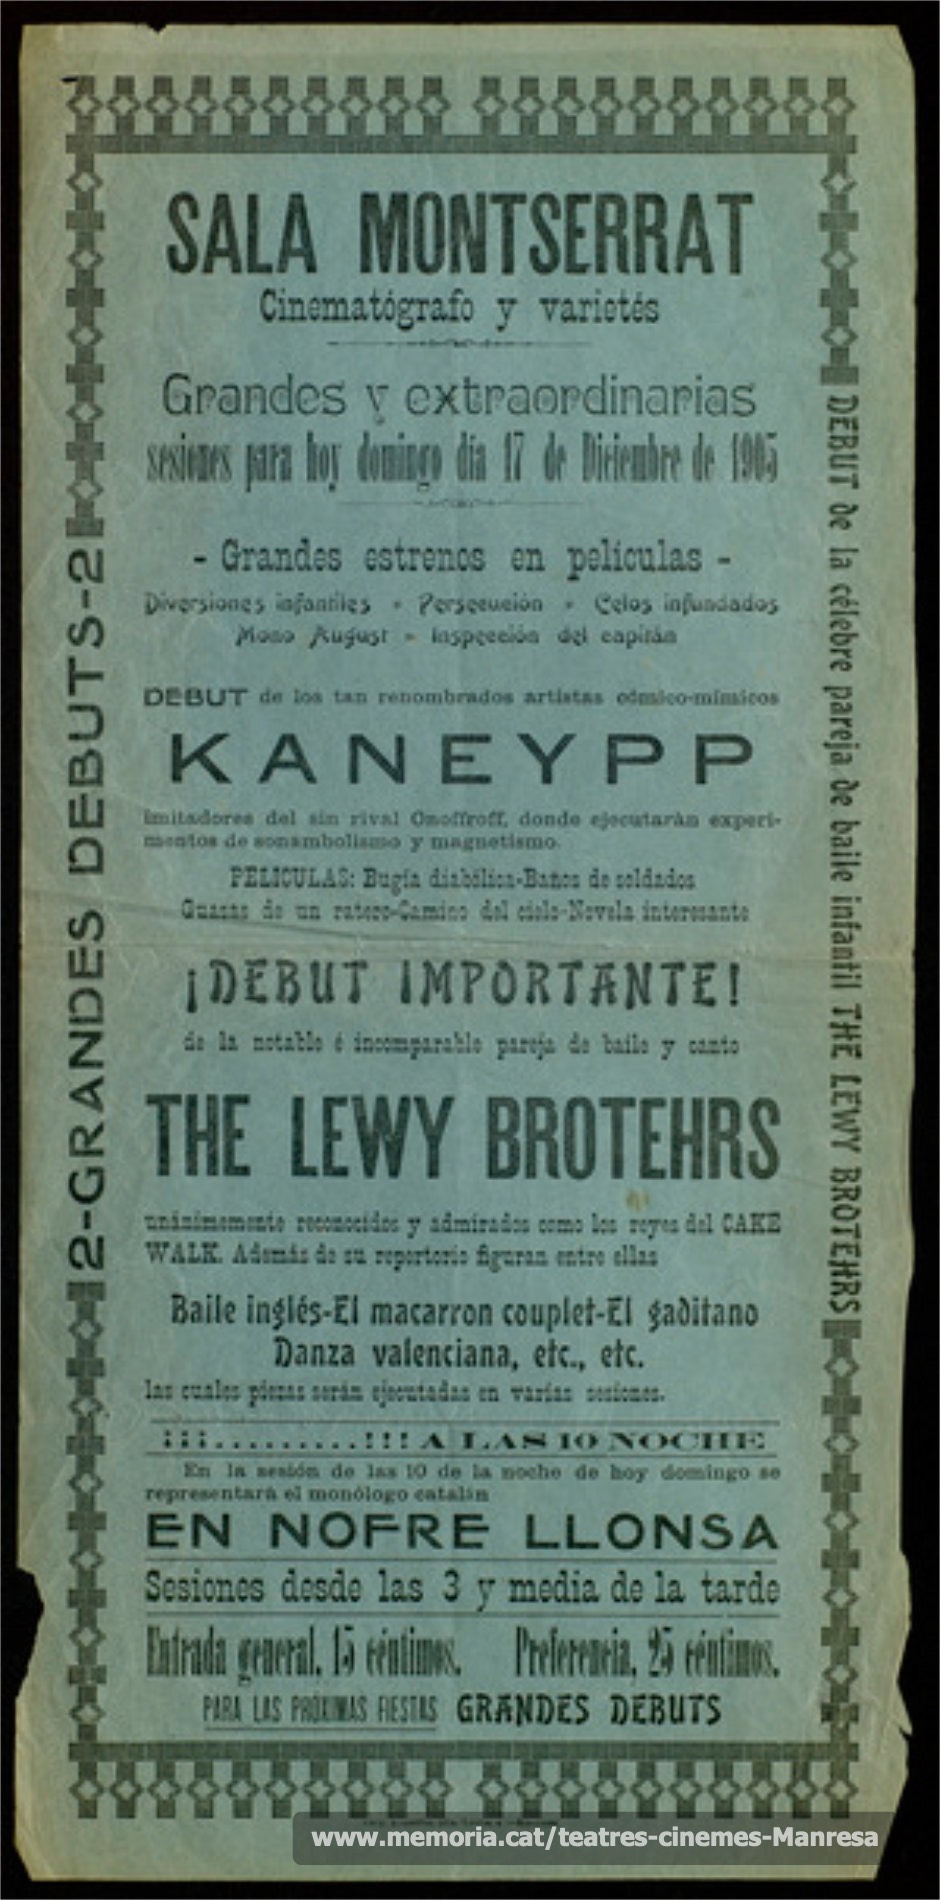 SALA MONTSERRAT
Cinematógrafo y varietés
Grandes y extraordinarias
sesiones para hoy domingo día 17 de Diciembre de 1905
- Grandes estrenos en películas -
Diversiones infantiles - Persecución - Celos infundados
Mono August - Inspección del capitán
DEBUT de los tan renombrados artistas cómico-mímicos
KANEYPP
imitadores del sin rival Onoffroff, donde ejecutarán experi-
mentos de sonambolismo y magnetismo.
PELICULAS: Bugía diabólica-Baños de soldados
Guasas de un ratero-Camino del cielo-Novela interesante
¡DEBUT IMPORTANTE!
de la notable é incomparable pareja de baile y canto
THE LEWY BROTEHRS
unánimemente reconocidos y admirados como los reyes del CAKE
WALK. Además de su repertorio figuran entre ellas
Baile inglés-El macarron couplet-El gaditano
Danza valenciana, etc., etc.
las cuales piezas serán ejecutadas en varias sesiones.
¡¡¡.........!!! A LAS 10 NOCHE
En la sesión de las 10 de la noche de hoy domingo se
representará el monólogo catalán
EN NOFRE LLONSA
Sesiones desde las 3 y media de la tarde
Entrada general, 15 céntimos. Preferencia, 25 céntimos.
PARA LAS PRÓXIMAS FIESTAS GRANDES DEBUTS
2-GRANDES DEBUTS-2
DEBUT de la célebre pareja de baile infantil THE LEWY BROTEHRS
www.memoria.cat/teatres-cinemes-Manresa